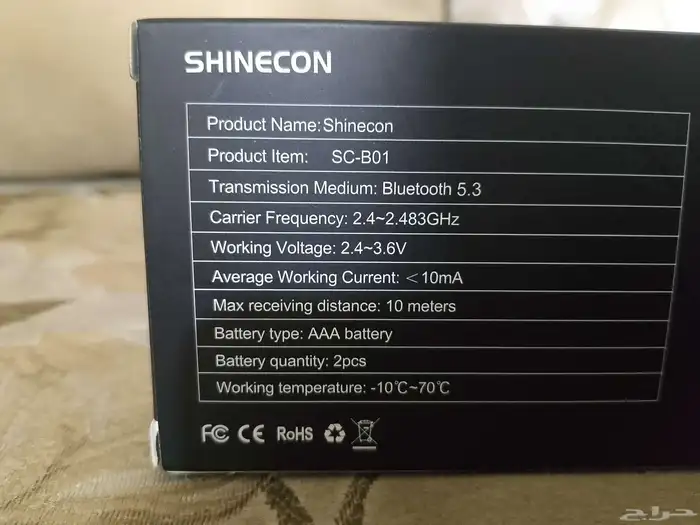 SHINECON
Product Name: Shinecon
Product Item: SC-B01
Transmission Medium: Bluetooth 5.3
Carrier Frequency: 2.4~2.483GHz
Working Voltage: 2.4~3.6V
Average Working Current: <10mA
Max receiving distance: 10 meters
Battery type: AAA battery
Battery quantity: 2pcs
Working temperature: -10℃~70℃
FC CE RoHS
حراج